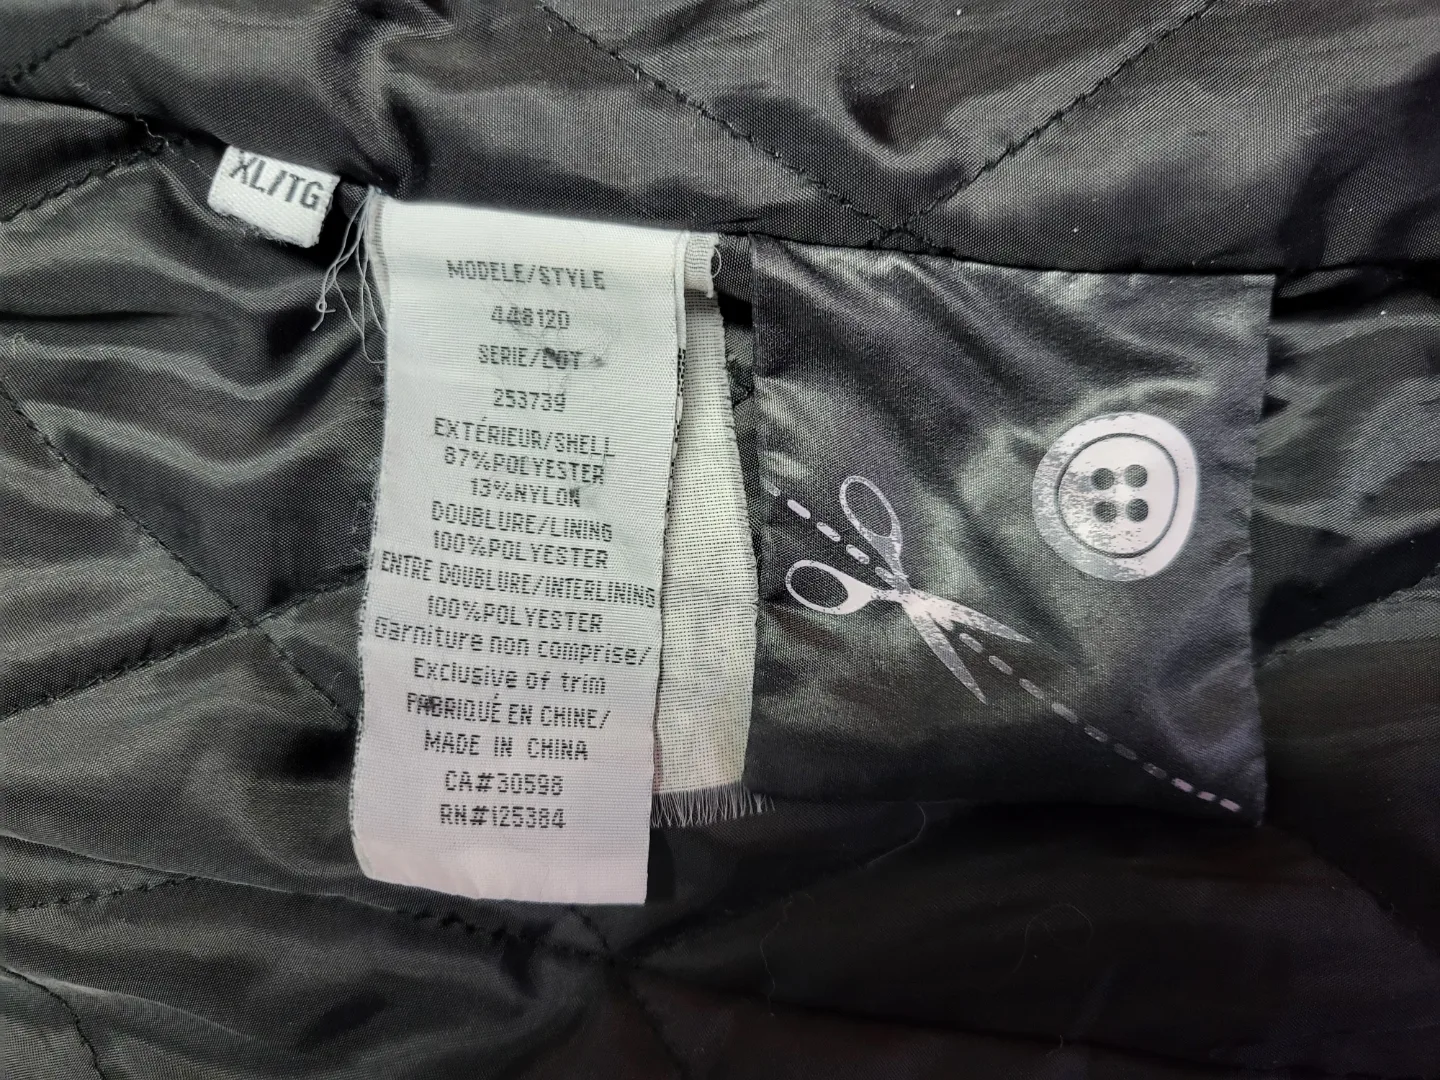 XL/TG
MODELE/STYLE
448120
SERIE/LOT
253739
EXTÉRIEUR/SHELL
87%POLYESTER
13%NYLON
DOUBLURE/LINING
100%POLYESTER
ENTRE DOUBLURE/INTERLINING
100%POLYESTER
Garniture non comprise/
Exclusive of trim
FABRIQUÉ EN CHINE/
MADE IN CHINA
CA#30598
RN#125384